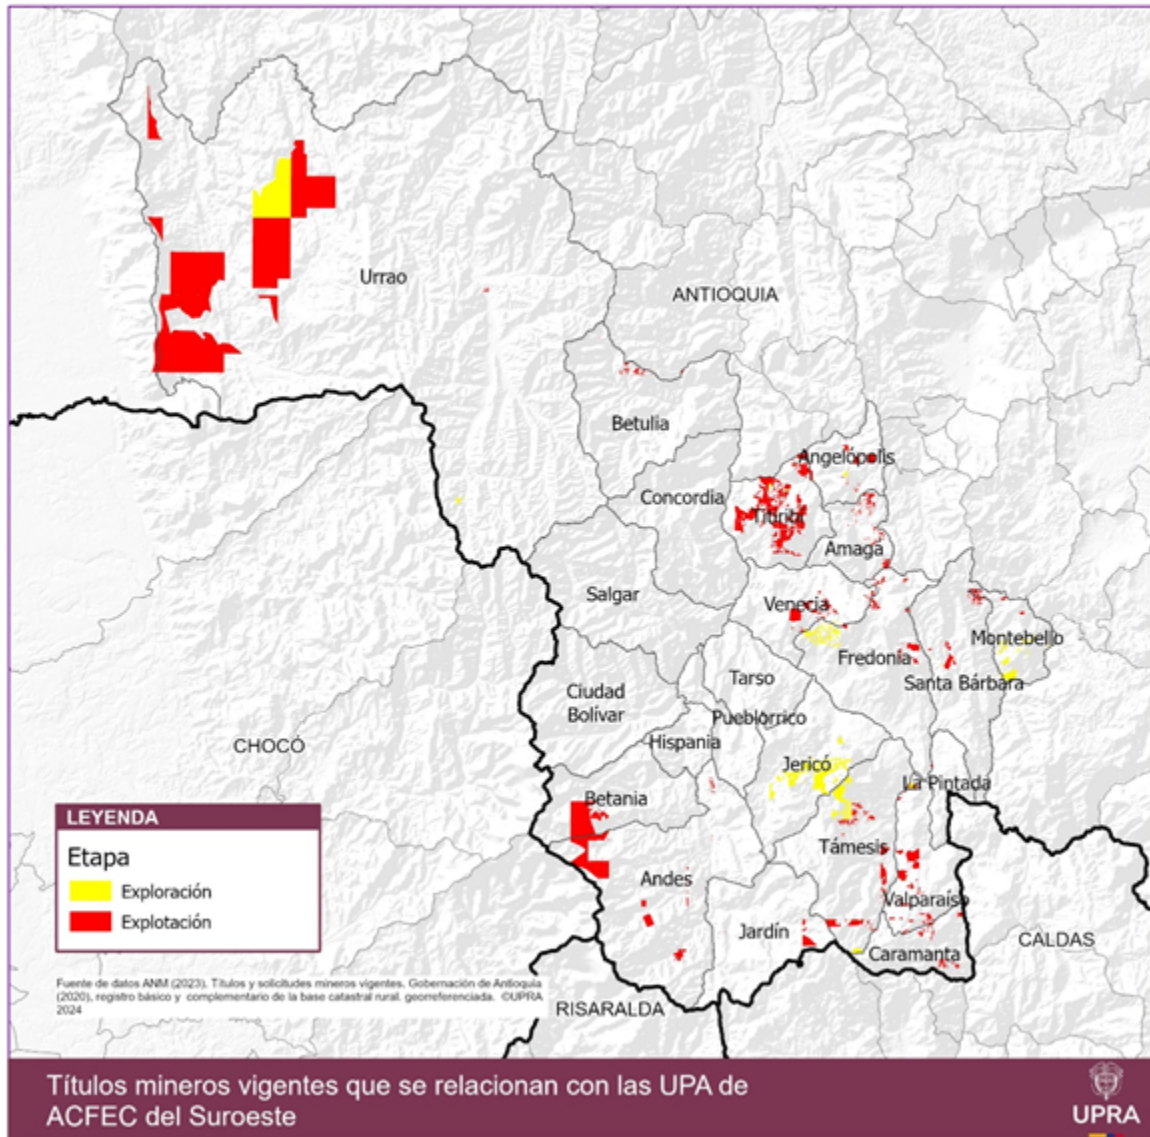 Urrao
ANTIOQUIA
Betulia
Angelópolis
Concordia
Titiribí
Amaga
Salgar
Venecia
Montebello
Fredonia
Santa Bárbara
Tarso
Ciudad
Bolívar
Pueblorrico
Hispania
CHOCÓ
Jericó
La Pintada
Betania
Támesis
Andes
Valparaíso
Jardín
Caramanta
CALDAS
RISARALDA
LEYENDA
Etapa
Exploración
Explotación
Fuente de datos ANM (2023). Títulos y solicitudes mineros vigentes. Gobernación de Antioquia
(2020), registro básico y complementario de la base catastral rural. georreferenciada. ©UPRA
2024
Títulos mineros vigentes que se relacionan con las UPA de
ACFEC del Suroeste
UPRA